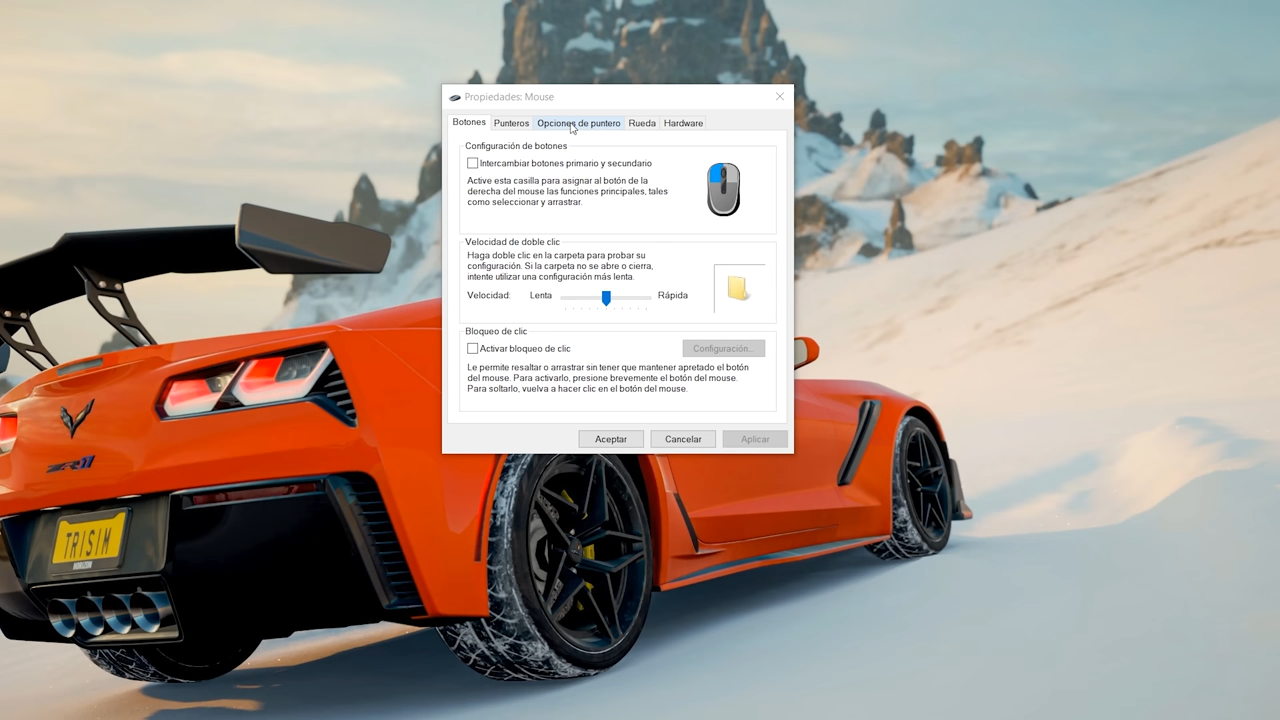 Propiedades: Mouse
Botones
Punteros
Opciones de puntero
Rueda
Hardware
Configuración de botones
Intercambiar botones primario y secundario
Active esta casilla para asignar al botón de la
derecha del mouse las funciones principales, tales
como seleccionar y arrastrar.
Velocidad de doble clic
Haga doble clic en la carpeta para probar su
configuración. Si la carpeta no se abre o cierra,
intente utilizar una configuración más lenta.
Velocidad:
Lenta
Rápida
Bloqueo de clic
Activar bloqueo de clic
Configuración...
Le permite resaltar o arrastrar sin tener que mantener apretado el botón
del mouse. Para activarlo, presione brevemente el botón del mouse.
Para soltarlo, vuelva a hacer clic en el botón del mouse.
Aceptar
Cancelar
Aplicar
ZR1
TRISIM
HORIZON